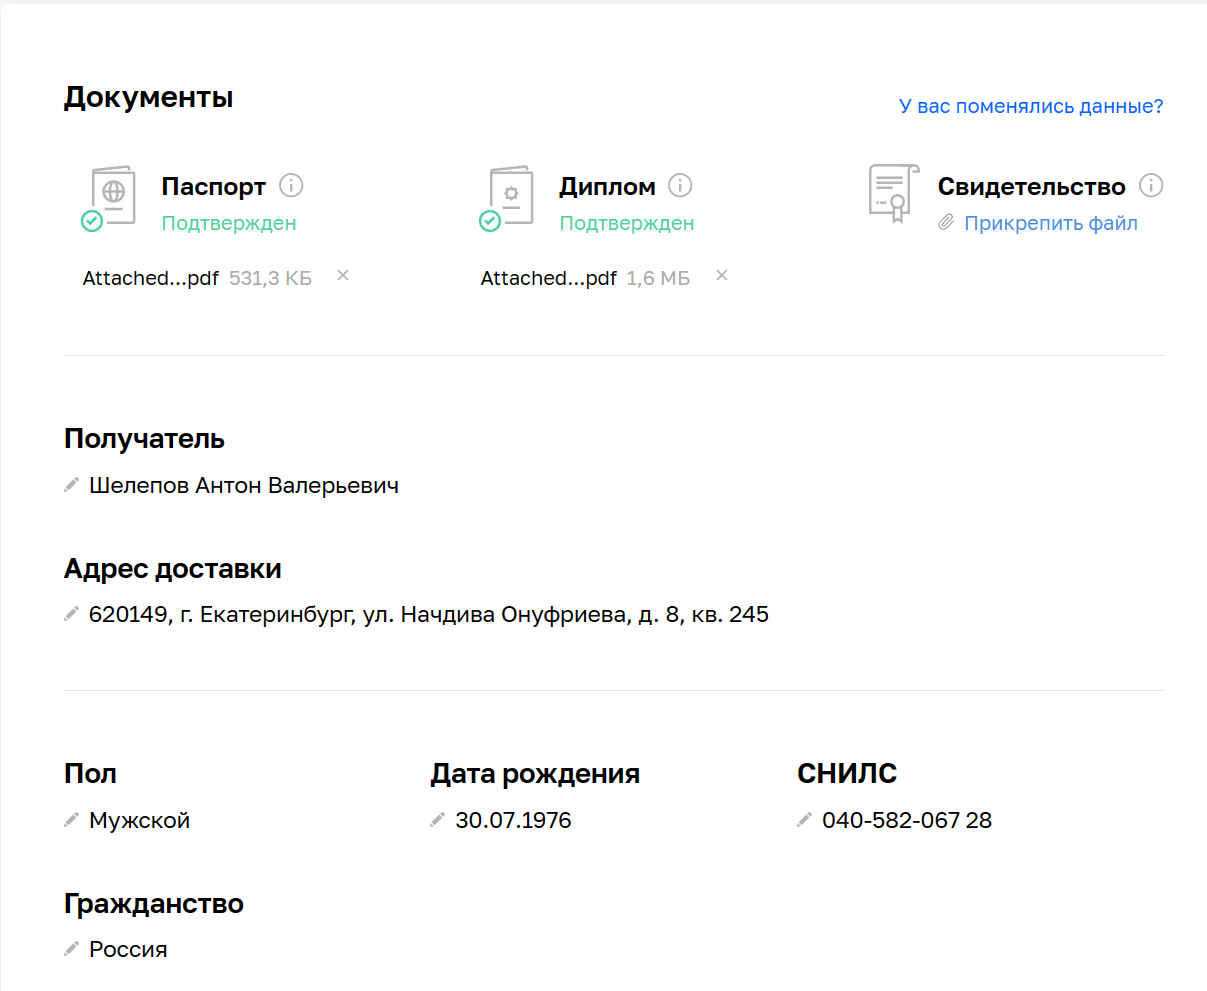 Документы
У вас поменялись данные?
Паспорт
Подтвержден
Attached...pdf 531,3 КБ
Диплом
Подтвержден
Attached...pdf 1,6 МБ
Свидетельство
Прикрепить файл
Получатель
Шелепов Антон Валерьевич
Адрес доставки
620149, г. Екатеринбург, ул. Начдива Онуфриева, д. 8, кв. 245
Пол
Мужской
Дата рождения
30.07.1976
СНИЛС
040-582-067 28
Гражданство
Россия